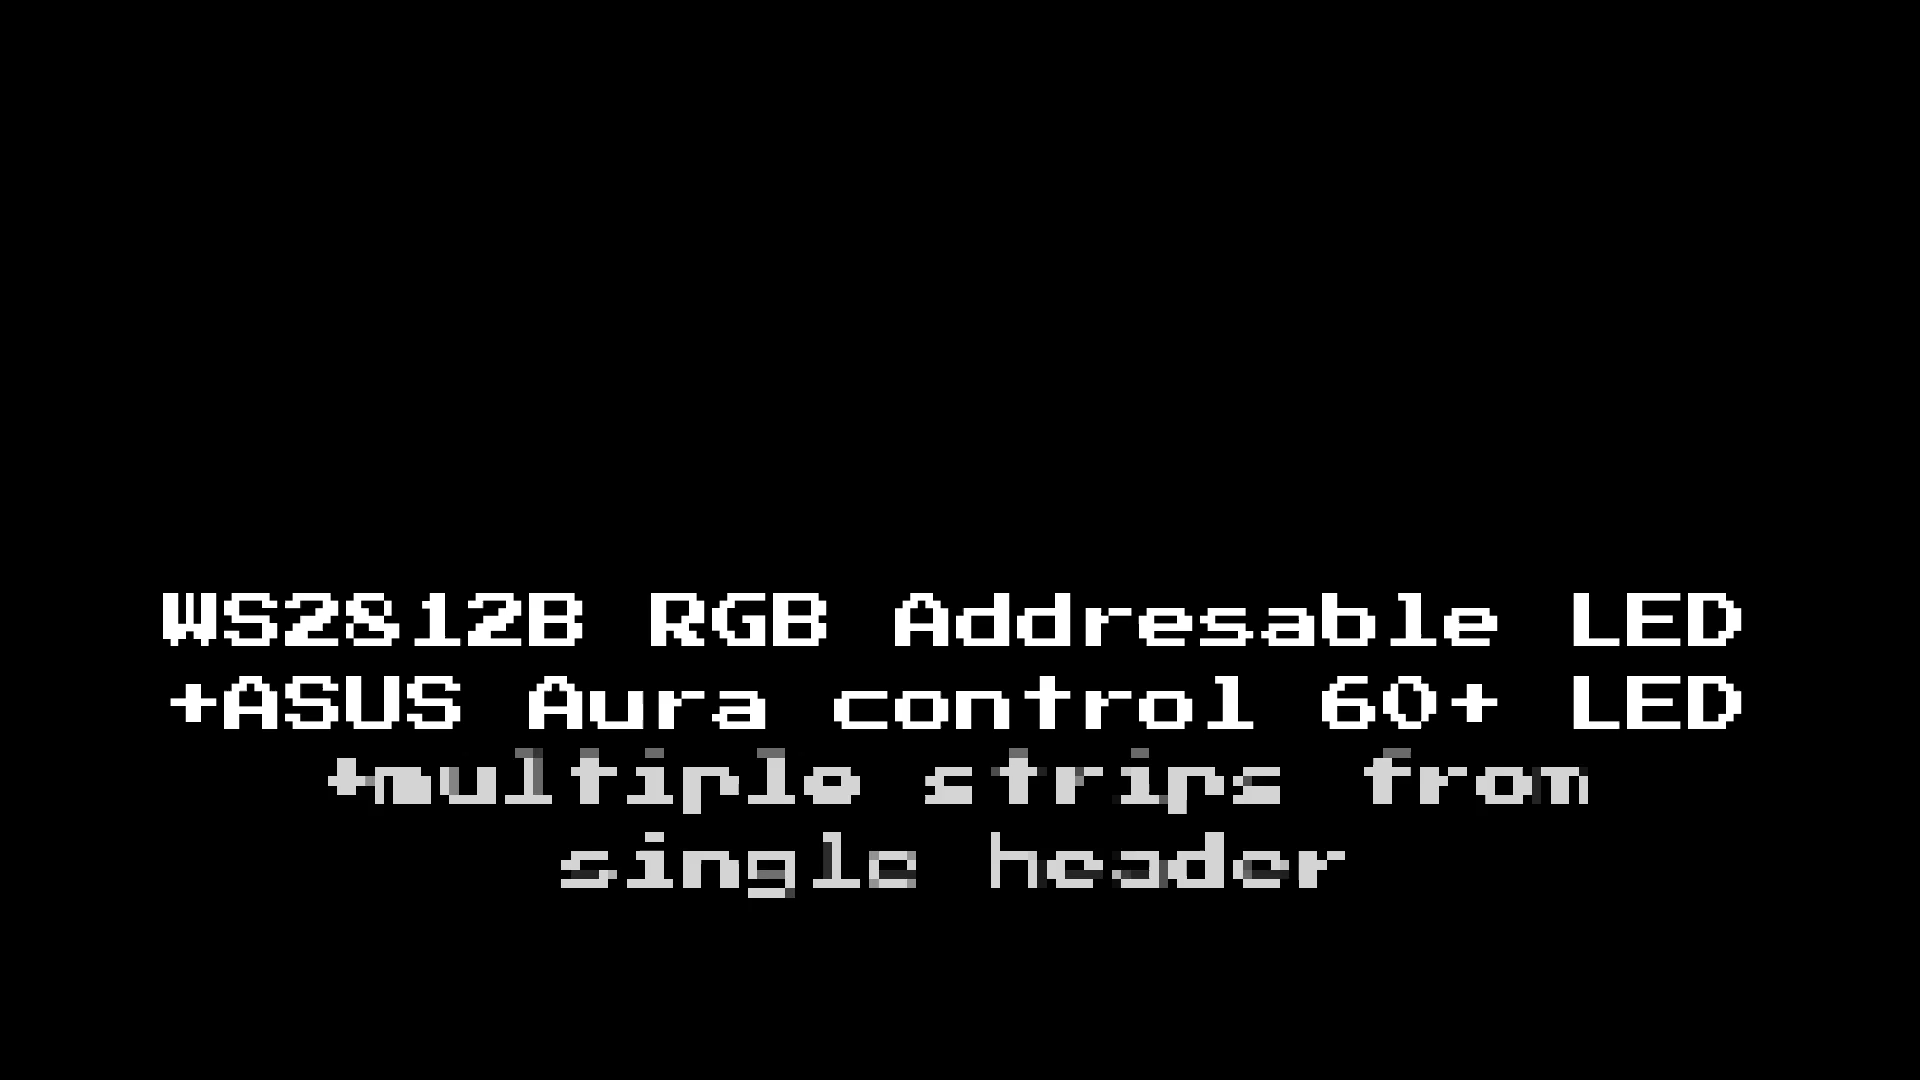 WS2812B RGB Addresable LED
+ASUS Aura control 60+ LED
+multiple strips from
single header